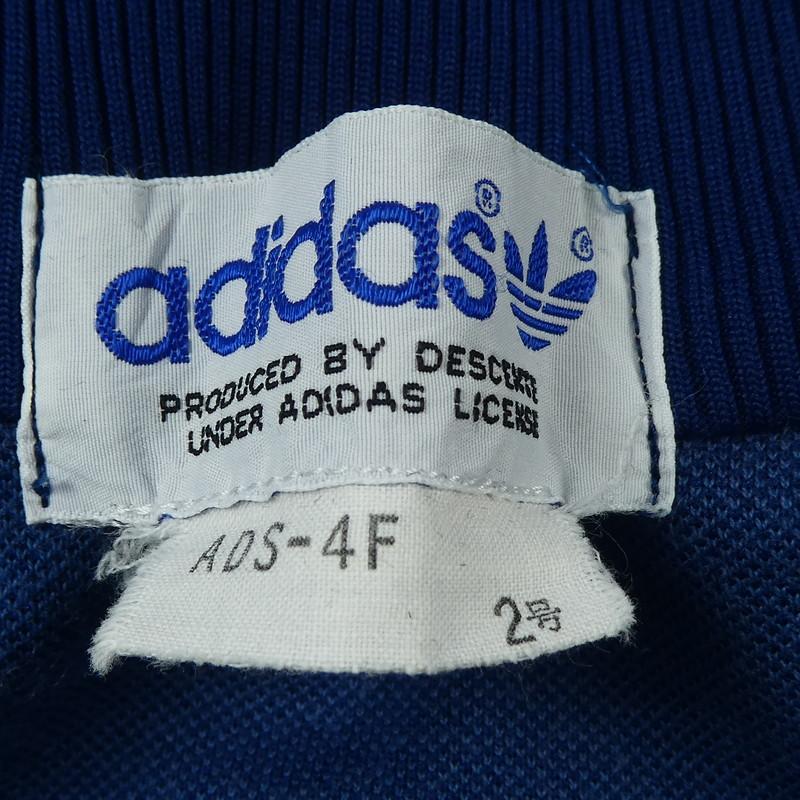 adidas®
®
PRODUCED BY DESCENTE
UNDER ADIDAS LICENSE
ADS-4F
2号